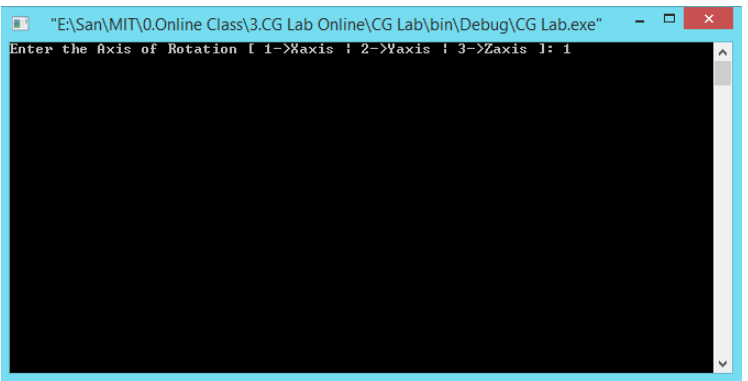 "E:\San\MIT\0.Online Class\3.CG Lab Online\CG Lab\bin\Debug\CG Lab.exe"
Enter the Axis of Rotation [ 1->Xaxis ¦ 2->Yaxis ¦ 3->Zaxis ]: 1